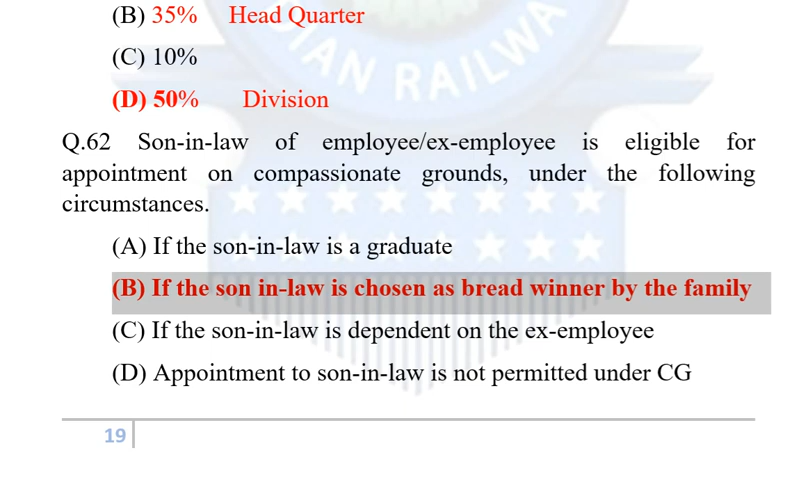 (B) 35% Head Quarter
(C) 10%
(D) 50% Division
Q.62 Son-in-law of employee/ex-employee is eligible for
appointment on compassionate grounds, under the following
circumstances.
(A) If the son-in-law is a graduate
(B) If the son in-law is chosen as bread winner by the family
(C) If the son-in-law is dependent on the ex-employee
(D) Appointment to son-in-law is not permitted under CG
19